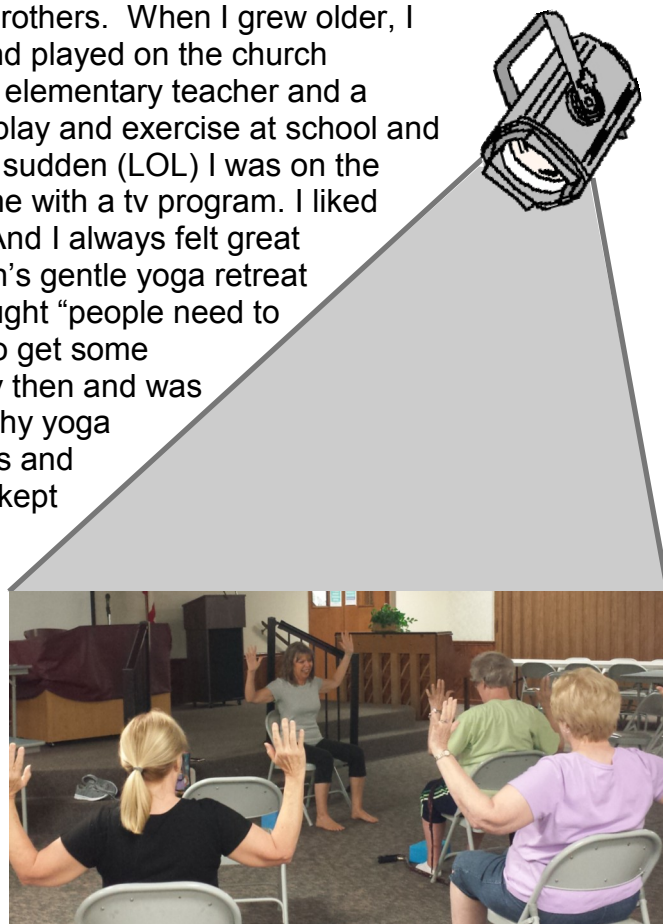 rothers.  When I grew older, I
nd played on the church
elementary teacher and a
play and exercise at school and
sudden (LOL) I was on the
ne with a tv program. I liked
And I always felt great
n’s gentle yoga retreat
ught “people need to
o get some
y then and was
hy yoga
s and
kept